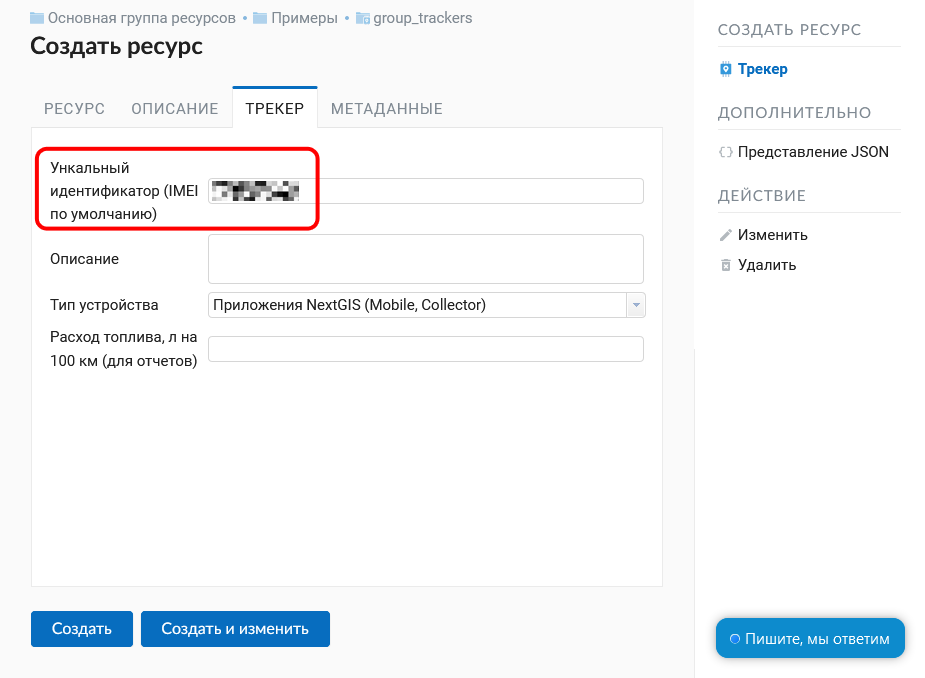 Основная группа ресурсов • Примеры • group_trackers
Создать ресурс
РЕСУРС ОПИСАНИЕ ТРЕКЕР МЕТАДАННЫЕ
Ункальный
идентификатор (IMEI
по умолчанию)
Описание
Тип устройства
Приложения NextGIS (Mobile, Collector)
Расход топлива, л на
100 км (для отчетов)
Создать
Создать и изменить
СОЗДАТЬ РЕСУРС
Трекер
ДОПОЛНИТЕЛЬНО
Представление JSON
ДЕЙСТВИЕ
Изменить
Удалить
Пишите, мы ответим